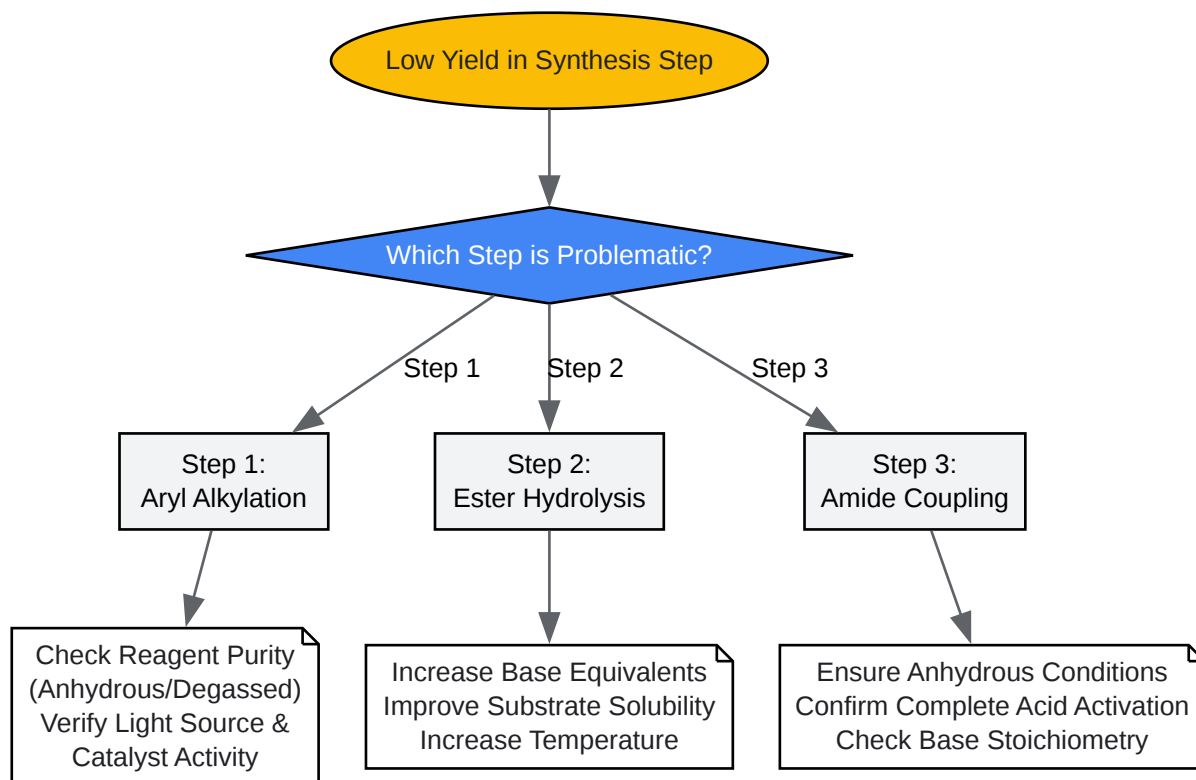 Low Yield in Synthesis Step
Which Step is Problematic?
Step 1
Step 2
Step 3
Step 1:
Aryl Alkylation
Step 2:
Ester Hydrolysis
Step 3:
Amide Coupling
Check Reagent Purity
(Anhydrous/Degassed)
Verify Light Source &
Catalyst Activity
Increase Base Equivalents
Improve Substrate Solubility
Increase Temperature
Ensure Anhydrous Conditions
Confirm Complete Acid Activation
Check Base Stoichiometry